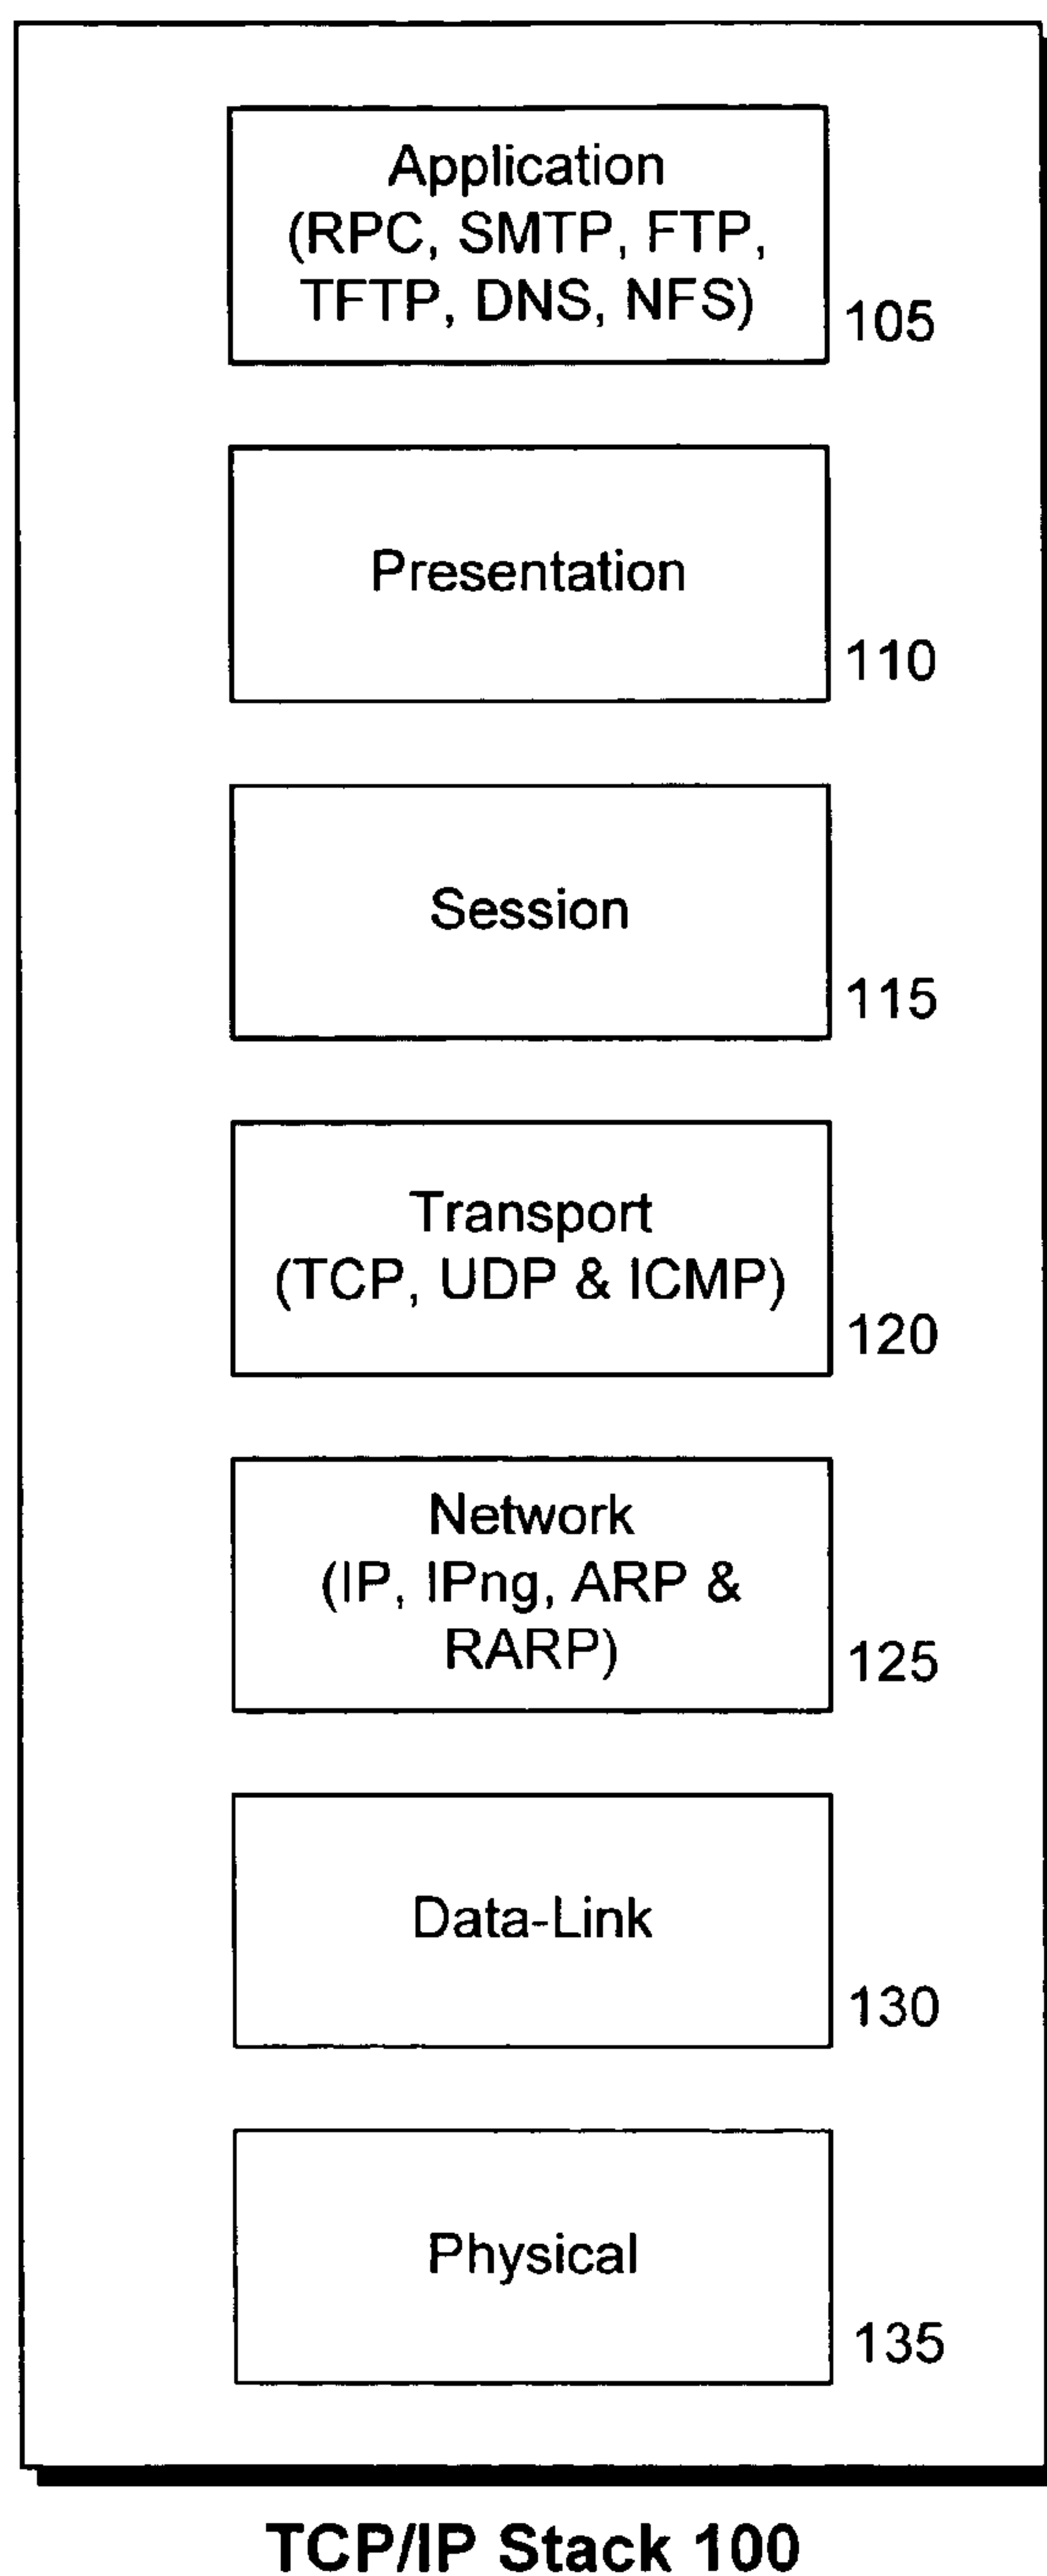 Application
(RPC, SMTP, FTP,
TFTP, DNS, NFS)
105
Presentation
110
Session
115
Transport
(TCP, UDP & ICMP)
120
Network
(IP, IPng, ARP &
RARP)
125
Data-Link
130
Physical
135
TCP/IP Stack 100